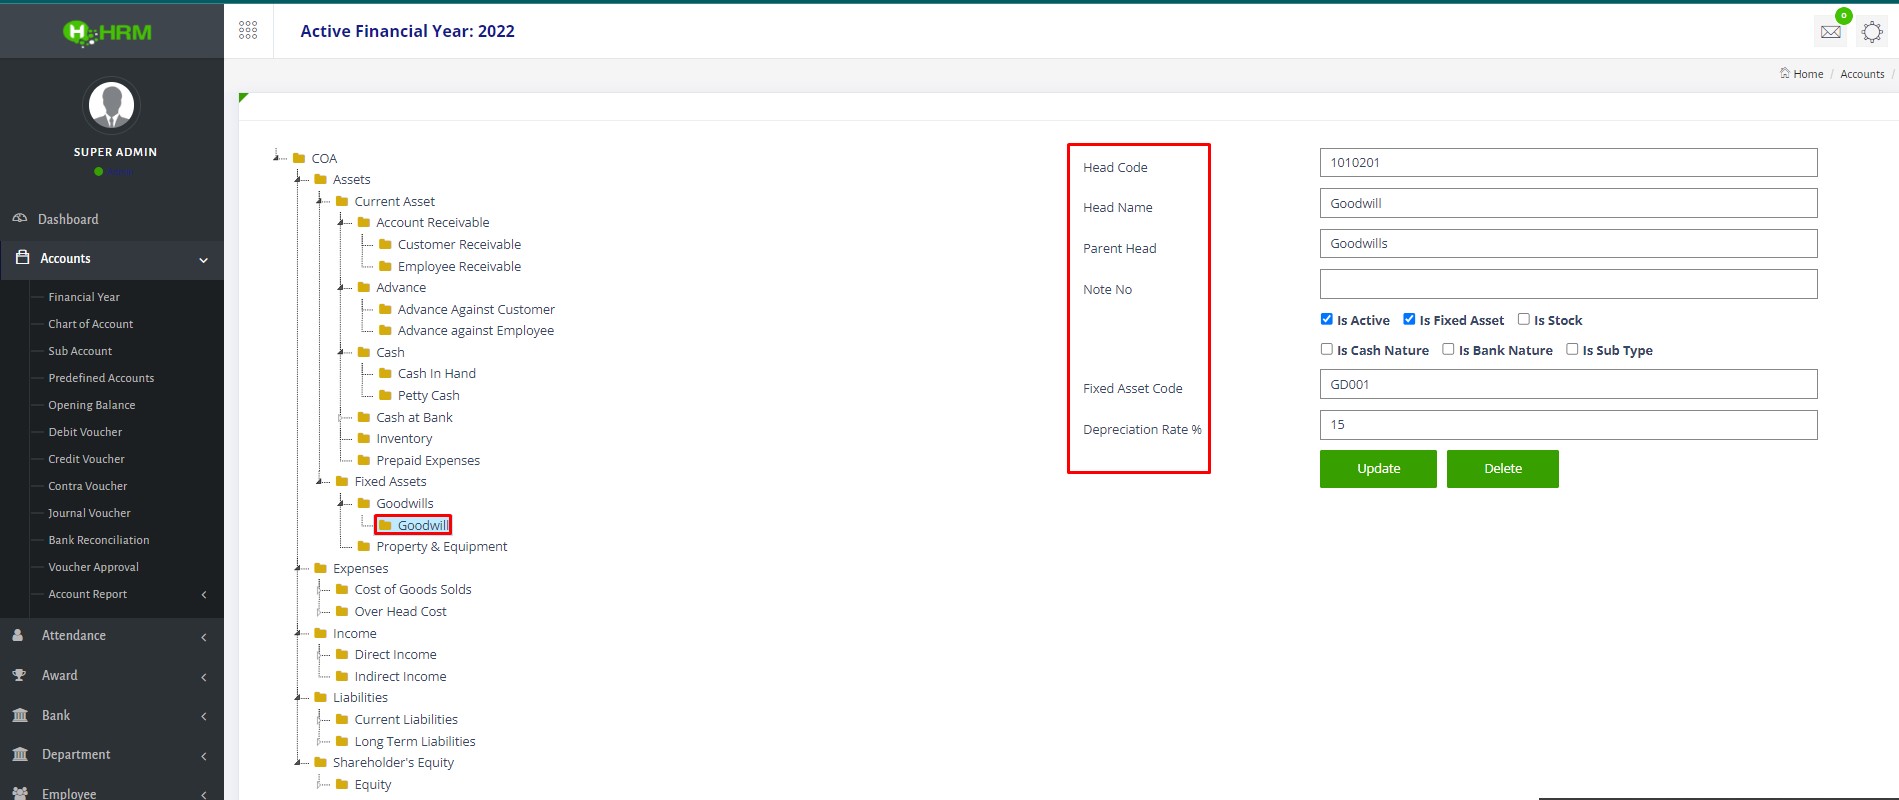 HRM
Active Financial Year: 2022
0
Home / Accounts /
SUPER ADMIN
Dashboard
Accounts
Financial Year
Chart of Account
Sub Account
Predefined Accounts
Opening Balance
Debit Voucher
Credit Voucher
Contra Voucher
Journal Voucher
Bank Reconciliation
Voucher Approval
Account Report
Attendance
Award
Bank
Department
Employee
COA
Assets
Current Asset
Account Receivable
Customer Receivable
Employee Receivable
Advance
Advance Against Customer
Advance against Employee
Cash
Cash In Hand
Petty Cash
Cash at Bank
Inventory
Prepaid Expenses
Fixed Assets
Goodwills
Goodwill
Property & Equipment
Expenses
Cost of Goods Solds
Over Head Cost
Income
Direct Income
Indirect Income
Liabilities
Current Liabilities
Long Term Liabilities
Shareholder's Equity
Equity
Head Code 1010201
Head Name Goodwill
Parent Head Goodwills
Note No
Is Active Is Fixed Asset Is Stock
Is Cash Nature Is Bank Nature Is Sub Type
Fixed Asset Code GD001
Depreciation Rate % 15
Update Delete